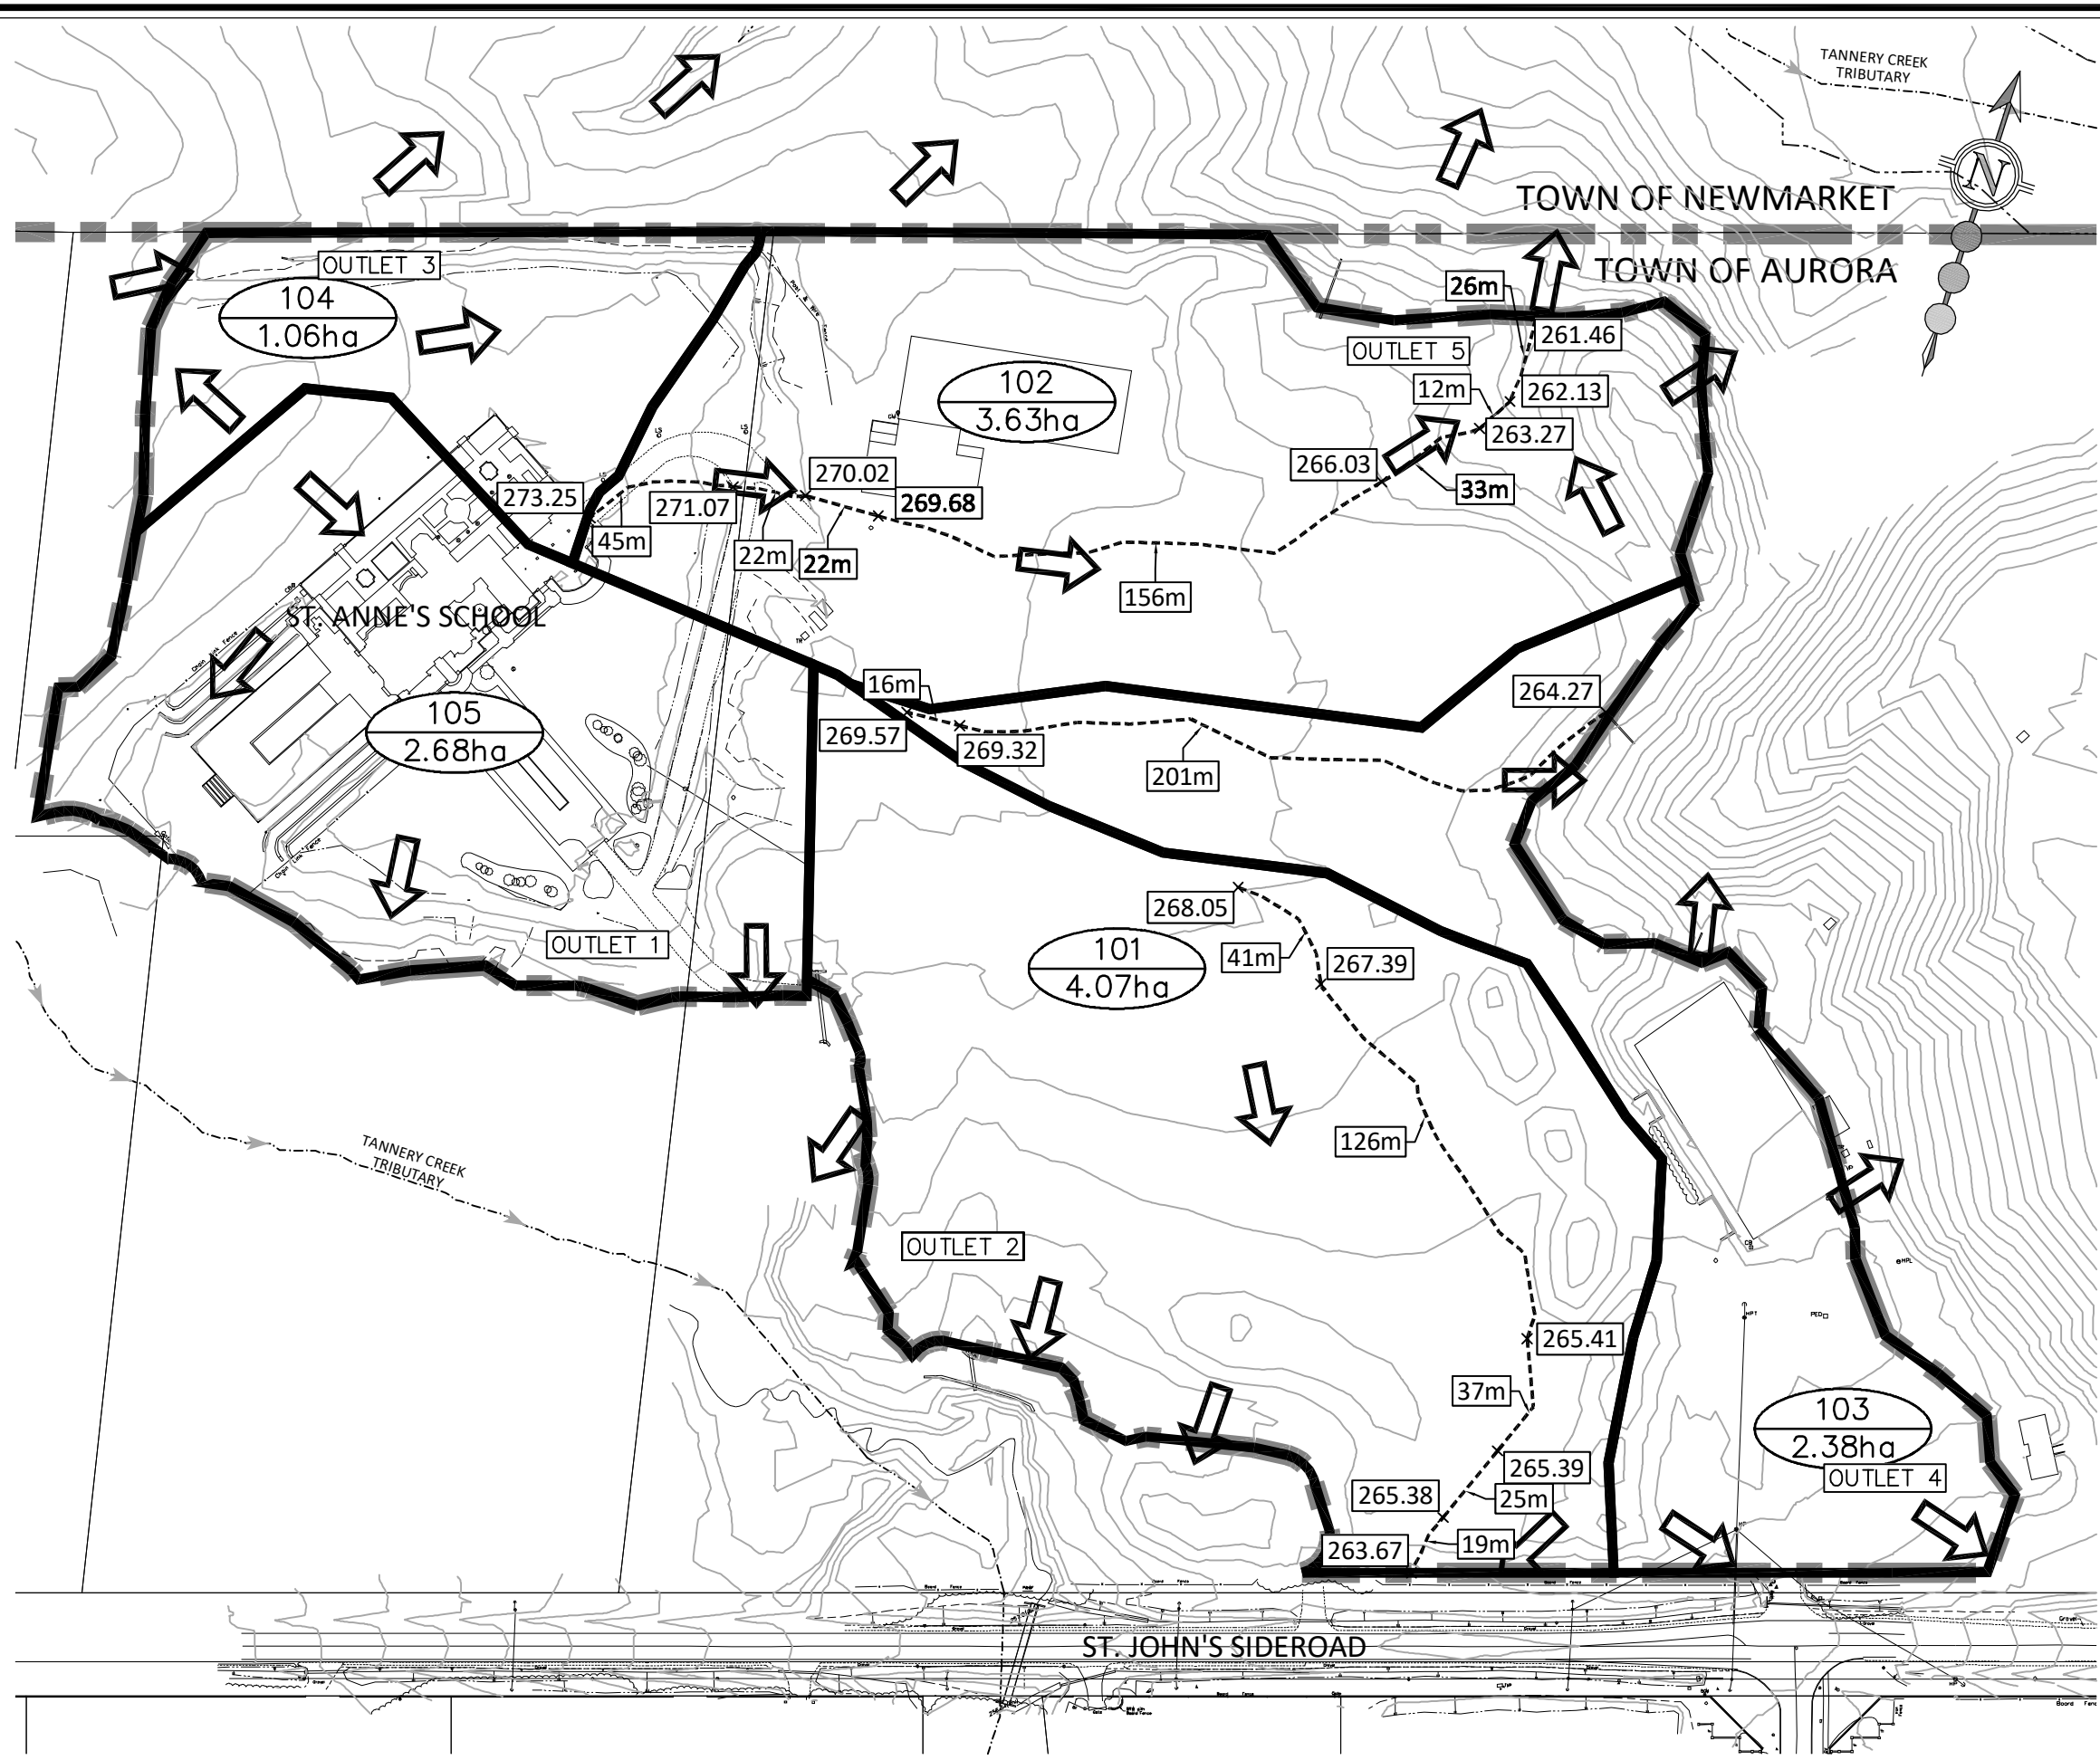 TANNERY CREEK
TRIBUTARY
N
TOWN OF NEWMARKET
TOWN OF AURORA
OUTLET 3
104
1.06ha
26m
261.46
OUTLET 5
12m
262.13
102
3.63ha
263.27
266.03
33m
270.02
273.25
271.07
269.68
45m
22m
22m
156m
ST. ANNE'S SCHOOL
16m
264.27
105
2.68ha
269.57
269.32
201m
268.05
OUTLET 1
101
4.07ha
41m
267.39
126m
TANNERY CREEK
TRIBUTARY
OUTLET 2
265.41
37m
103
2.38ha
265.39
OUTLET 4
265.38
25m
263.67
19m
ST. JOHN'S SIDEROAD